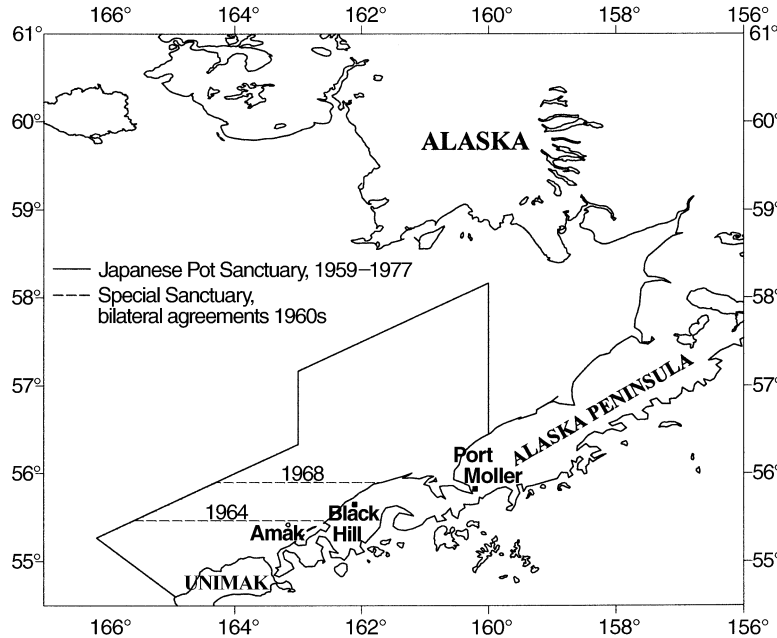 166° 164° 162° 160° 158° 156°
61° 61°
60° 60°
ALASKA
59° 59°
Japanese Pot Sanctuary, 1959–1977
Special Sanctuary,
bilateral agreements 1960s
58° 58°
57° 57°
ALASKA PENINSULA
Port
Moller
56° 56°
1968
1964
Black
Hill
Amåk
55° 55°
UNIMAK
166° 164° 162° 160° 158° 156°